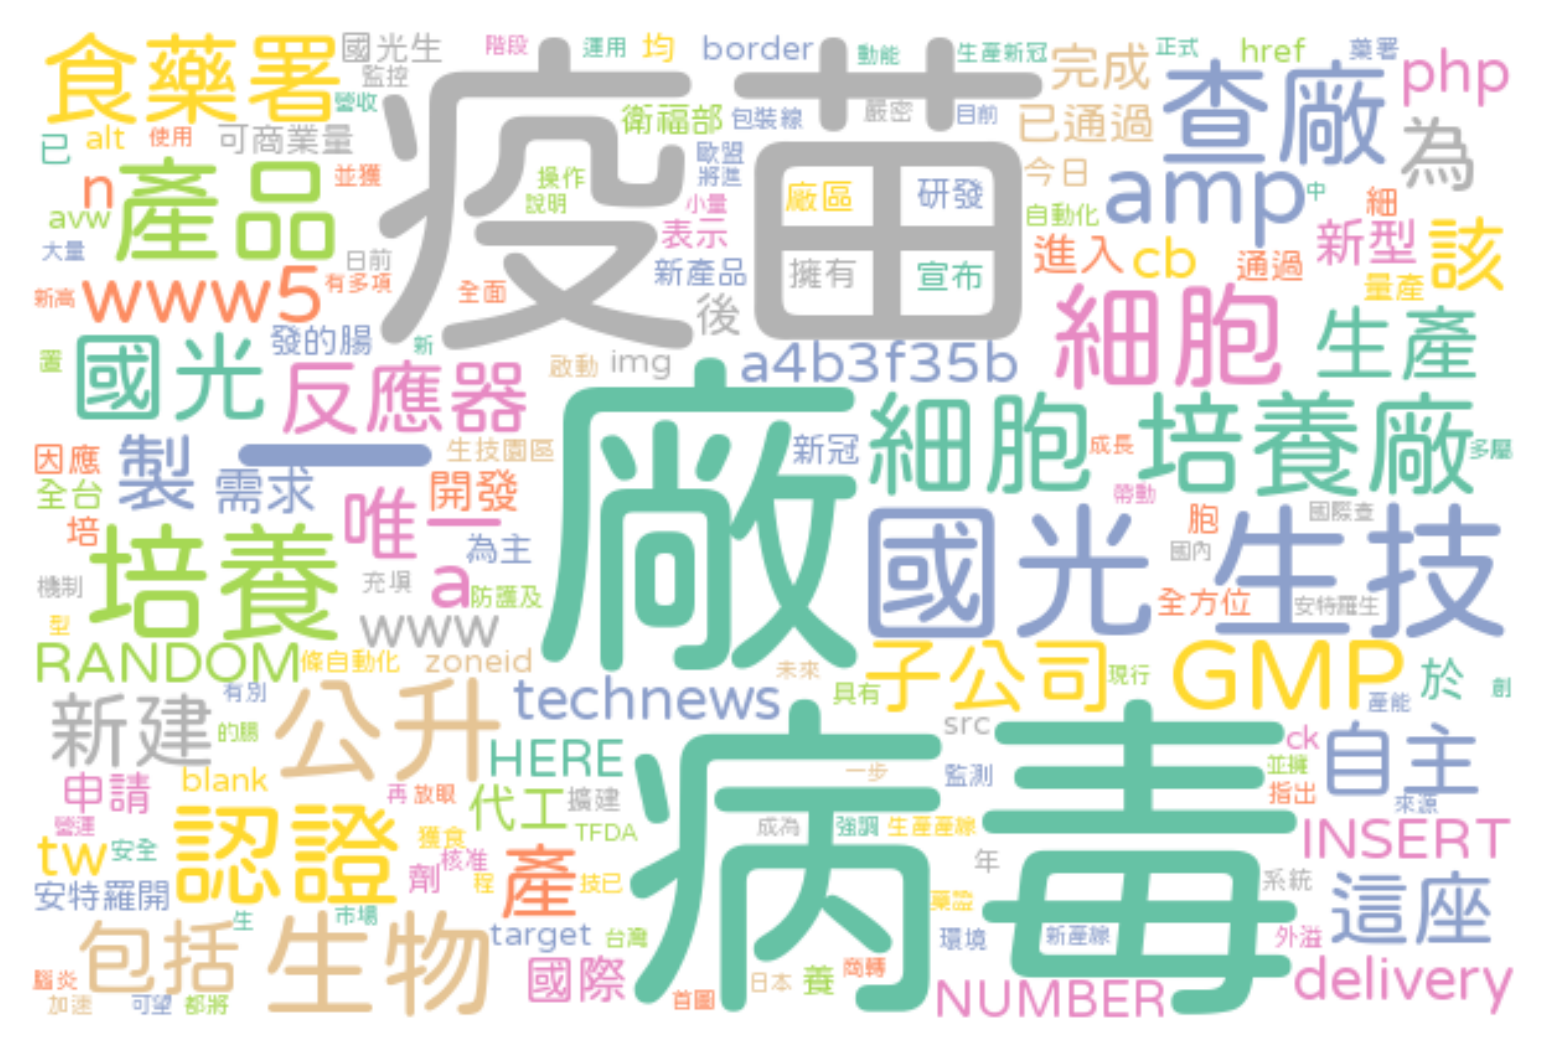 食藥署 國光生 階段 運用 均 border 動能 生產新冠 完成 正式 href 藥署 php
監控 疫苗 查廠
營收 衛福部 包裝線 嚴密 目前 已通過 為
已 alt 使用 可商業量 歐盟
n 產品 並獲 操作 將進 廠區 研發 今日 amp 中 細
avw 說明 小量 自動化
大量 日前 表示 進入 cb 通過 新型 該
新高 www5 有多項 全面 新產品 擁有 宣布 量產
發的腸 新 後 細胞 生產
置 國光 反應器 啟動 img a4b3f35b
廠 細胞 培養廠
因應 製 一 生技園區 新冠 成長 多屬
全台 需求 唯一 開發 帶動
培 為主 胞 國際查
培養 國光 生技 國內
機制 充填 a 防護及 全方位 安特羅生
型 www
RANDOM 條自動化 zoneid 未來 子公司 現行 GMP 於 創
新建 有別 公升 technews 具有 產能
的腸 src
HERE 病毒 ck 自主
申請 blank 再 放眼 一步 監測 並擁
代工 擴建 指出 來源
營運 認證 獲食 TFDA 成為 強調 生產產線 INSERT
tw 安全 核准 年
安特羅開 劑 程 產 技已 藥證 系統 這座
生 市場
包括 生物 target 台灣 環境 新產線 外溢
腦炎 國際 日本 養 商轉 delivery
加速 可望 都將 首圖 NUMBER